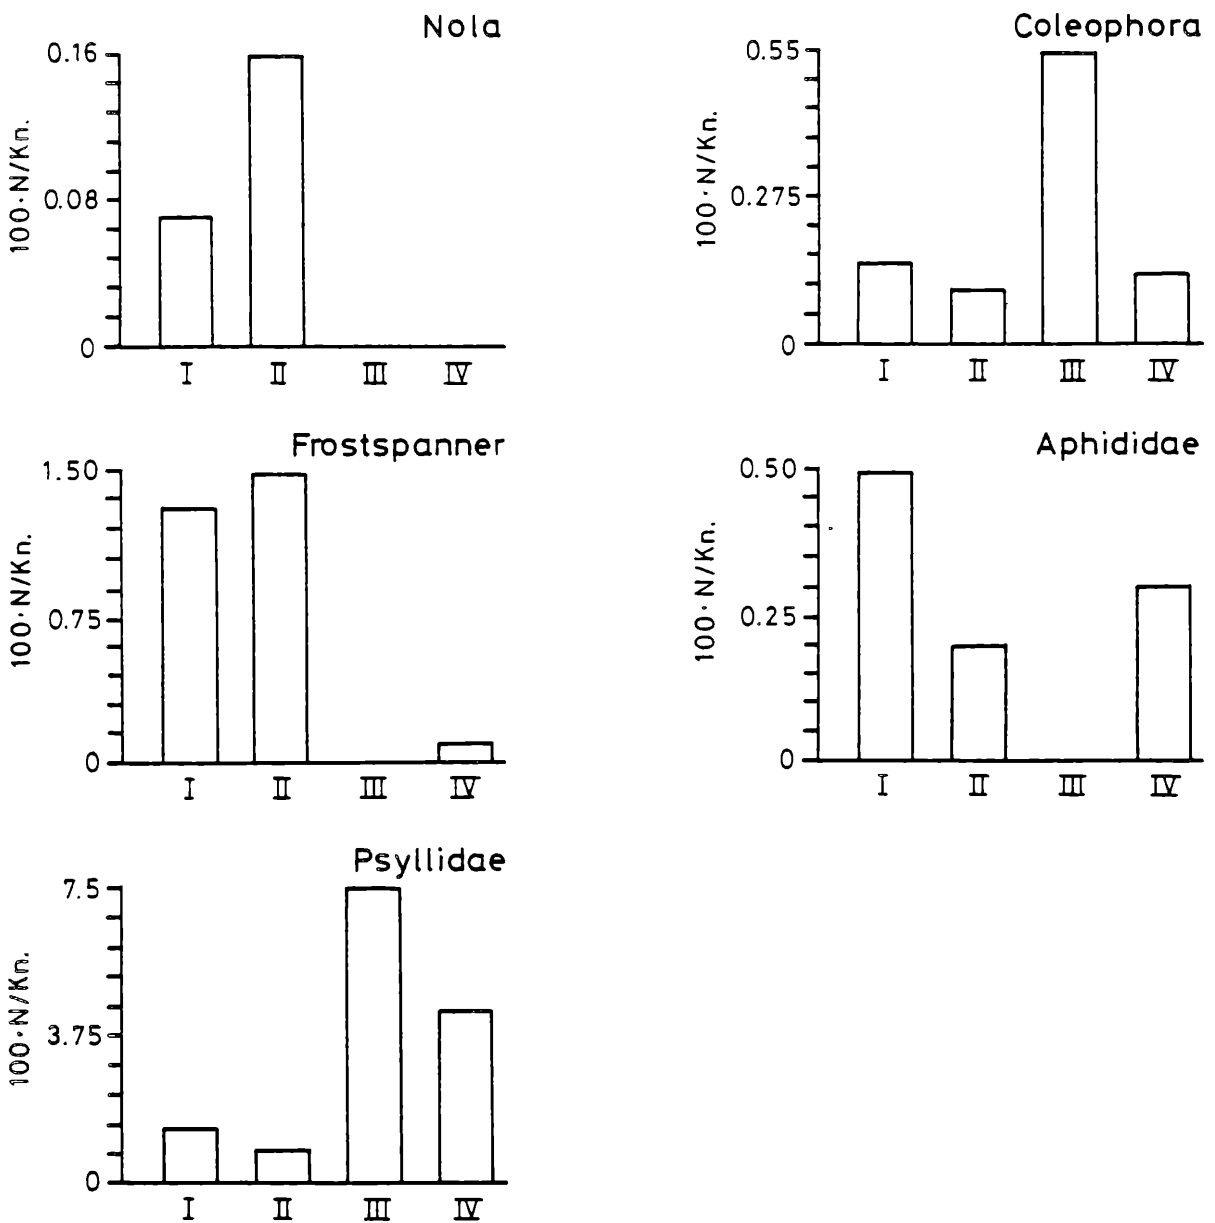 Nola
0.16
0.08
0
100·N/Kn.
I II III IV
Coleophora
0.55
0.275
0
100·N/Kn.
I II III IV
Frostspanner
1.50
0.75
0
100·N/Kn.
I II III IV
Aphididae
0.50
0.25
0
100·N/Kn.
I II III IV
Psyllidae
7.5
3.75
0
100·N/Kn.
I II III IV